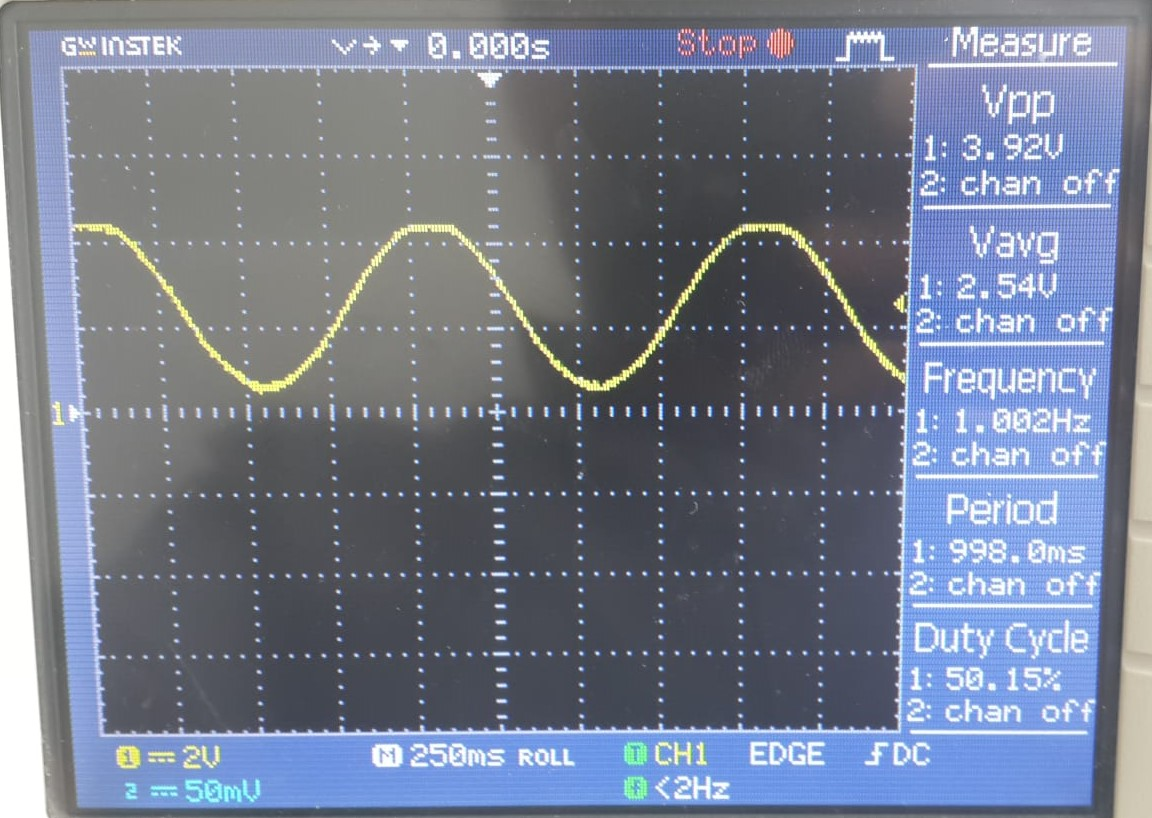 GW INSTEK 0.000s Stop Measure
Vpp
1: 3.92V
2: chan off
Vavg
1: 2.54V
2: chan off
Frequency
1: 1.002Hz
2: chan off
Period
1: 998.0ms
2: chan off
Duty Cycle
1: 50.15%
2: chan off
1
1 2V M 250ms ROLL T CH1 EDGE DC
2 50mV f <2Hz